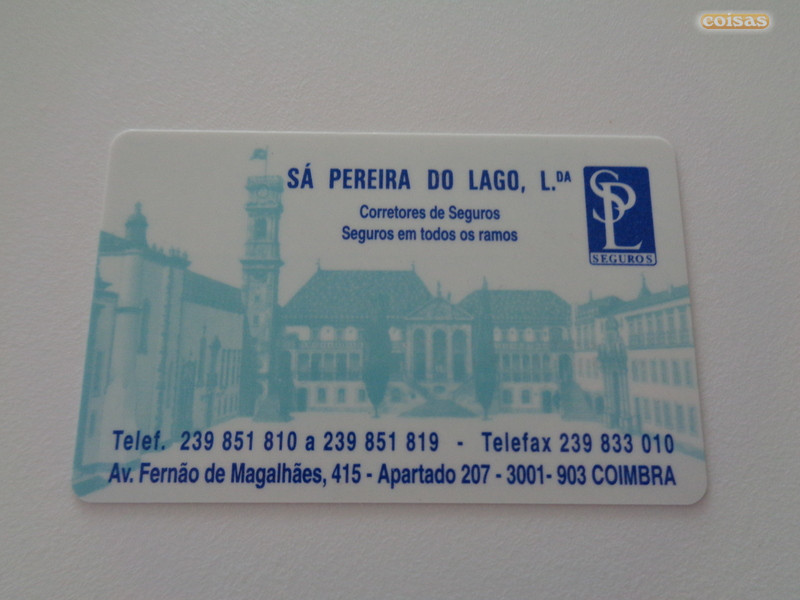 coisas
SÁ PEREIRA DO LAGO, L.DA
Corretores de Seguros
Seguros em todos os ramos
SPL
SEGUROS
Telef. 239 851 810 a 239 851 819 - Telefax 239 833 010
Av. Fernão de Magalhães, 415 - Apartado 207 - 3001- 903 COIMBRA